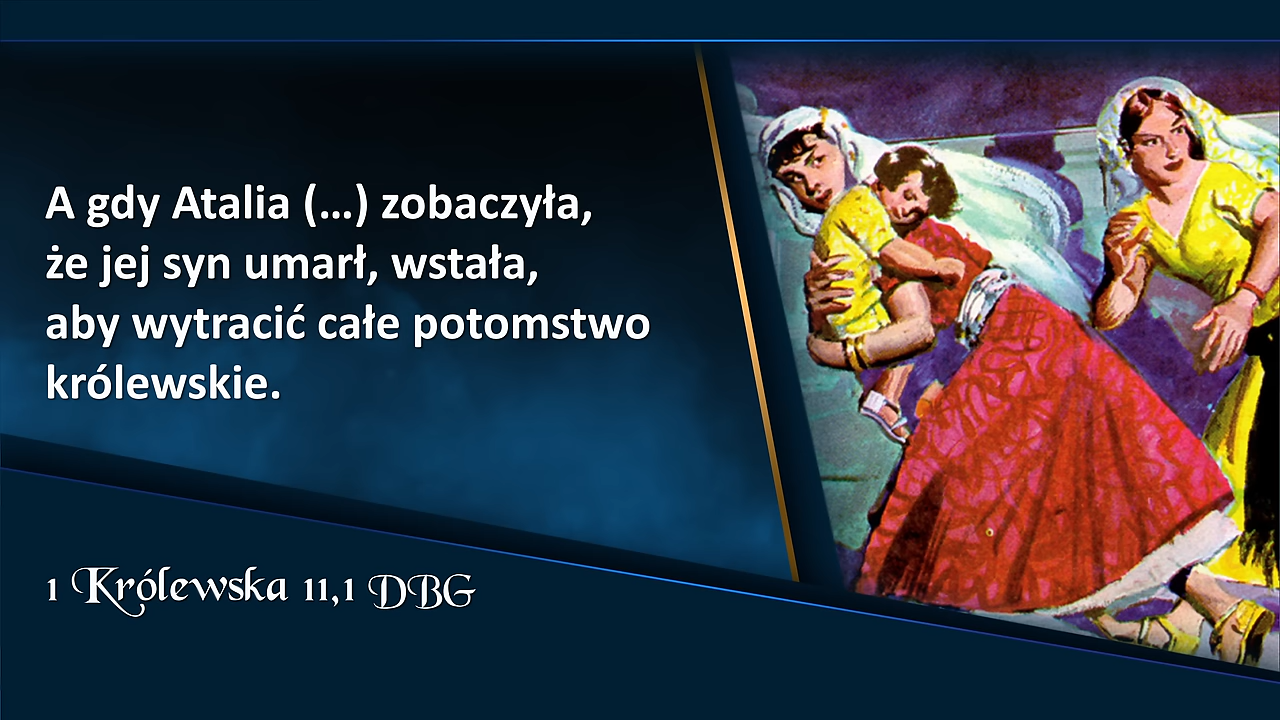 A gdy Atalia (...) zobaczyła,
że jej syn umarł, wstała,
aby wytracić całe potomstwo
królewskie.
1 Królewska 11,1 DBG